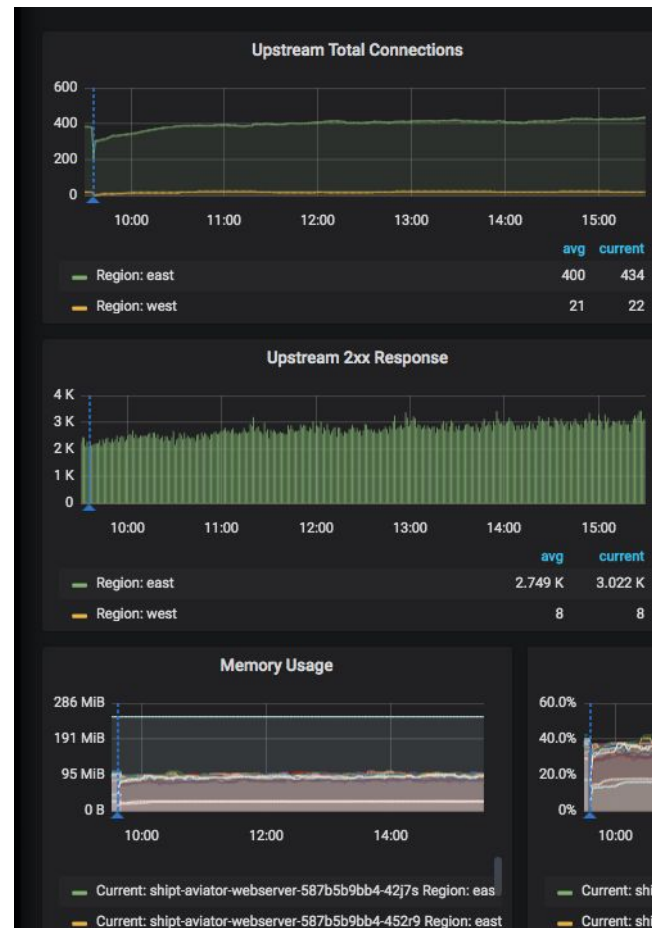 Upstream Total Connections
600
400
200
0
10:00 11:00 12:00 13:00 14:00 15:00
avg current
Region: east 400 434
Region: west 21 22
Upstream 2xx Response
4 K
3 K
2 K
1 K
0
10:00 11:00 12:00 13:00 14:00 15:00
avg current
Region: east 2.749 K 3.022 K
Region: west 8 8
Memory Usage
286 MiB
191 MiB
95 MiB
0 B
10:00 12:00 14:00
Current: shipt-aviator-webserver-587b5b9bb4-42j7s Region: eas
Current: shipt-aviator-webserver-587b5b9bb4-452r9 Region: east
60.0%
40.0%
20.0%
0%
10:00
Current: shi
Current: shi